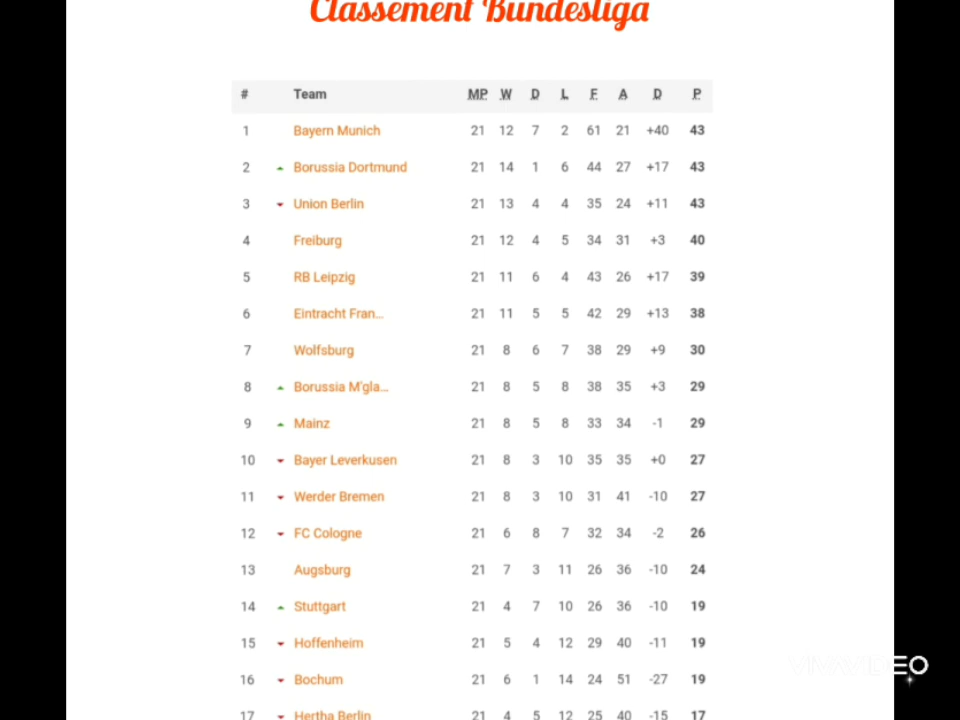 Classement Bundesliga
# Team MP W D L F A D P
1 Bayern Munich 21 12 7 2 61 21 +40 43
2 Borussia Dortmund 21 14 1 6 44 27 +17 43
3 Union Berlin 21 13 4 4 35 24 +11 43
4 Freiburg 21 12 4 5 34 31 +3 40
5 RB Leipzig 21 11 6 4 43 26 +17 39
6 Eintracht Fran... 21 11 5 5 42 29 +13 38
7 Wolfsburg 21 8 6 7 38 29 +9 30
8 Borussia M'gla... 21 8 5 8 38 35 +3 29
9 Mainz 21 8 5 8 33 34 -1 29
10 Bayer Leverkusen 21 8 3 10 35 35 +0 27
11 Werder Bremen 21 8 3 10 31 41 -10 27
12 FC Cologne 21 6 8 7 32 34 -2 26
13 Augsburg 21 7 3 11 26 36 -10 24
14 Stuttgart 21 4 7 10 26 36 -10 19
15 Hoffenheim 21 5 4 12 29 40 -11 19
16 Bochum 21 6 1 14 24 51 -27 19
17 Hertha Berlin 21 4 5 12 25 40 -15 17
VIVAVIDEO